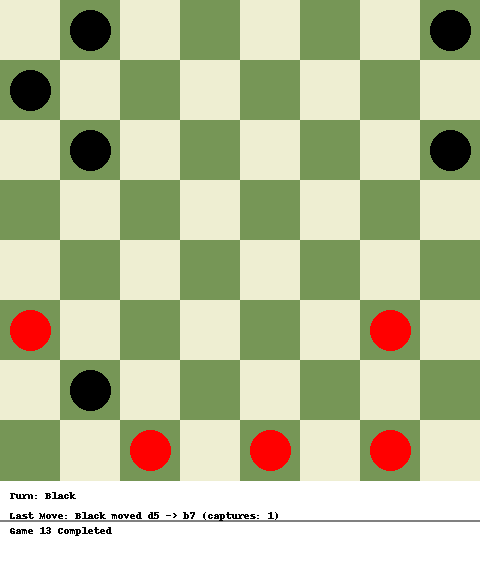 Turn: Black
Last Move: Black moved d5 -> b7 (captures: 1)
Game 13 Completed